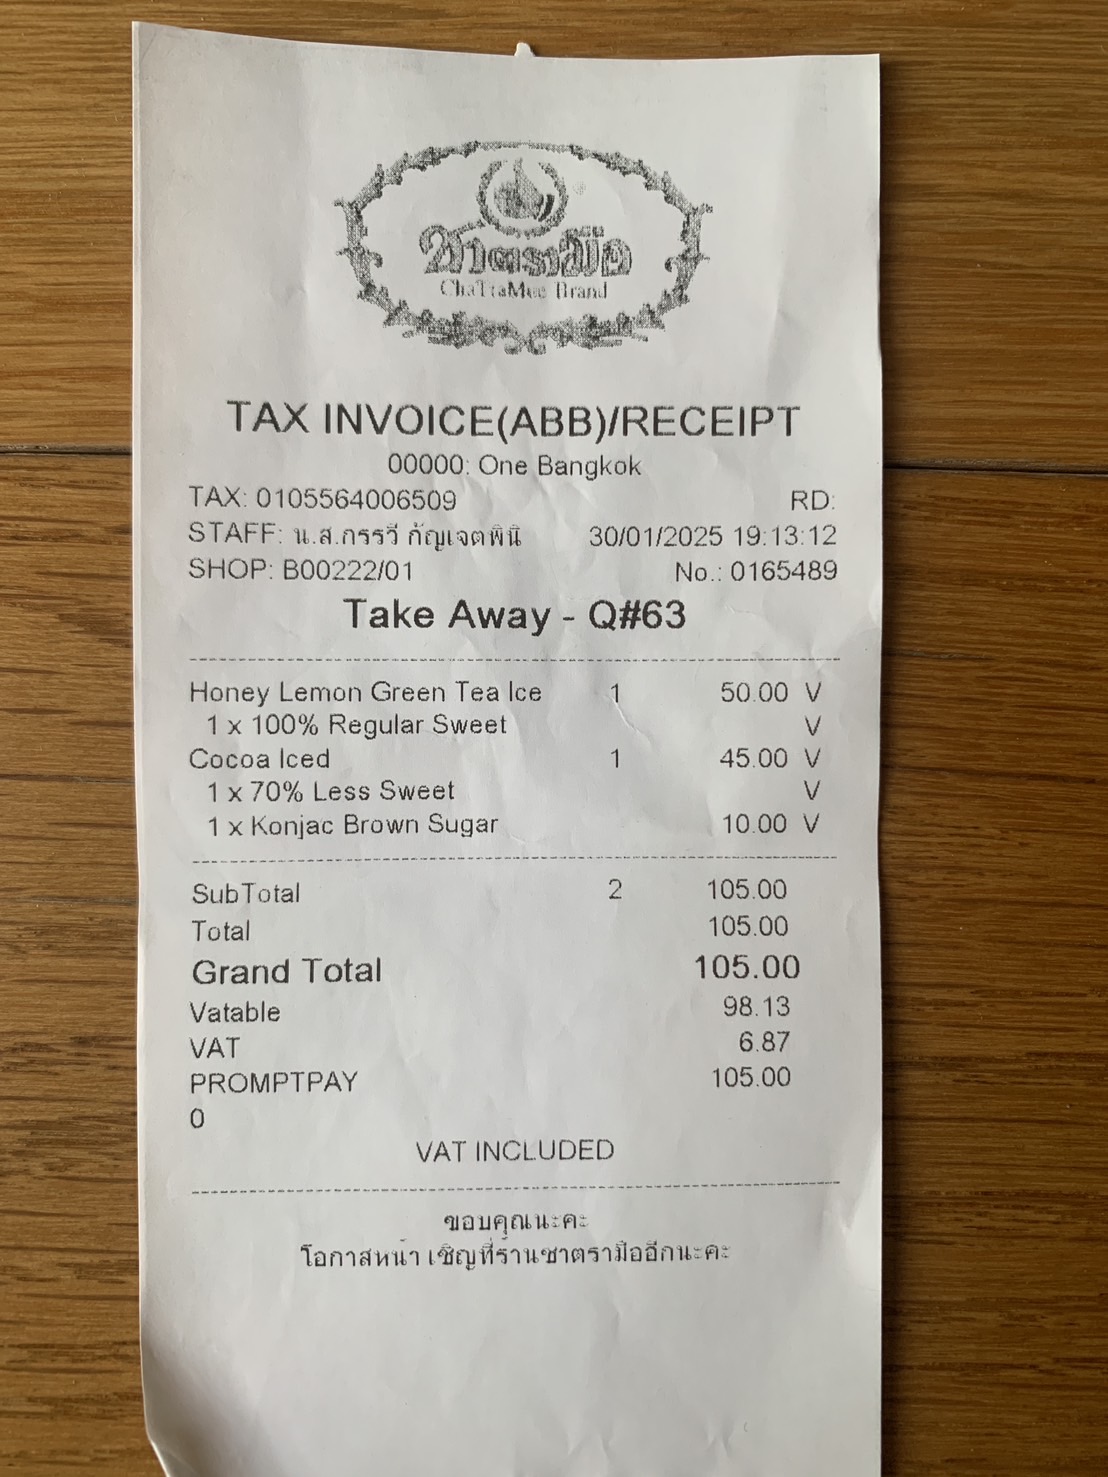 ชาตรามือ
ChaTraMue Brand
TAX INVOICE(ABB)/RECEIPT
00000: One Bangkok
TAX: 0105564006509 RD:
STAFF: น.ส.กรรวี กัญเจตพินิ 30/01/2025 19:13:12
SHOP: B00222/01 No.: 0165489
Take Away - Q#63
Honey Lemon Green Tea Ice 1 50.00 V
1 x 100% Regular Sweet V
Cocoa Iced 1 45.00 V
1 x 70% Less Sweet V
1 x Konjac Brown Sugar 10.00 V
SubTotal 2 105.00
Total 105.00
Grand Total 105.00
Vatable 98.13
VAT 6.87
PROMPTPAY 105.00
0
VAT INCLUDED
ขอบคุณนะคะ
โอกาสหน้า เชิญที่ร้านชาตรามืออีกนะคะ